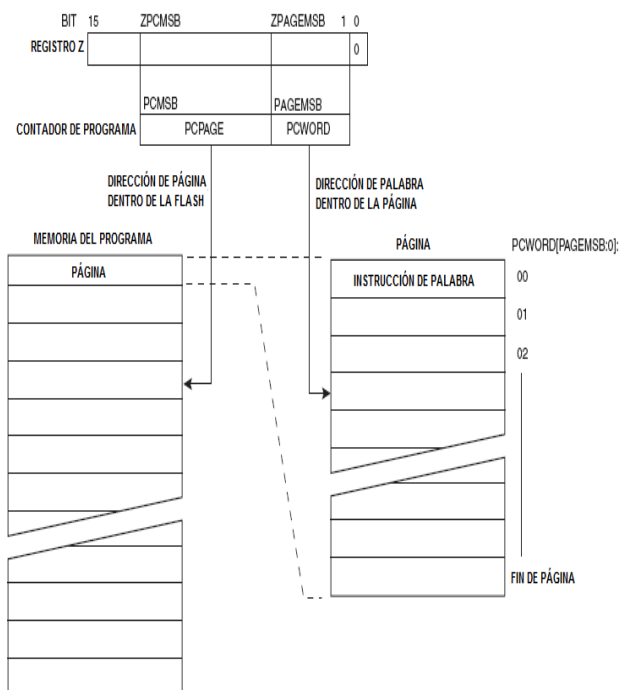 BIT 15 ZPCMSB ZPAGEMSB 1 0
REGISTRO Z 0
PCMSB PAGEMSB
CONTADOR DE PROGRAMA PCPAGE PCWORD
DIRECCIÓN DE PÁGINA
DENTRO DE LA FLASH
DIRECCIÓN DE PALABRA
DENTRO DE LA PÁGINA
MEMORIA DEL PROGRAMA
PÁGINA
PÁGINA PCWORD[PAGEMSB:0]:
INSTRUCCIÓN DE PALABRA 00
01
02
FIN DE PÁGINA